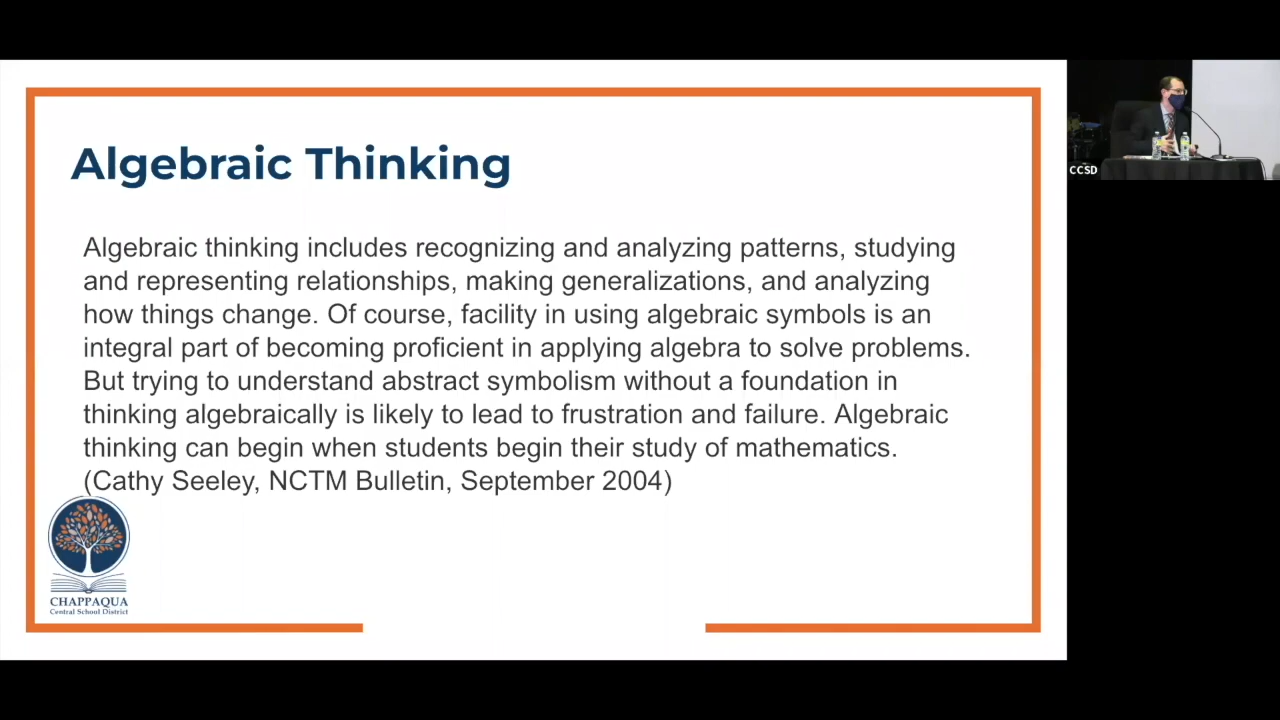 Algebraic Thinking
Algebraic thinking includes recognizing and analyzing patterns, studying
and representing relationships, making generalizations, and analyzing
how things change. Of course, facility in using algebraic symbols is an
integral part of becoming proficient in applying algebra to solve problems.
But trying to understand abstract symbolism without a foundation in
thinking algebraically is likely to lead to frustration and failure. Algebraic
thinking can begin when students begin their study of mathematics.
(Cathy Seeley, NCTM Bulletin, September 2004)
CHAPPAQUA
Central School District
CCSD